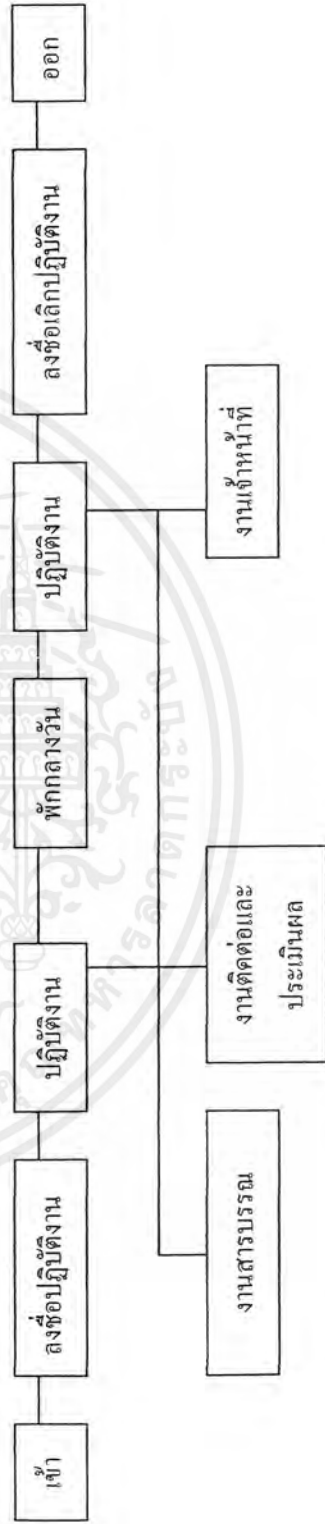 เข้า
ลงชื่อปฏิบัติงาน
ปฏิบัติงาน
พักกลางวัน
ปฏิบัติงาน
ลงชื่อเลิกปฏิบัติงาน
ออก
งานสารบรรณ
งานติดต่อและ
ประเมินผล
งานเจ้าหน้าที่